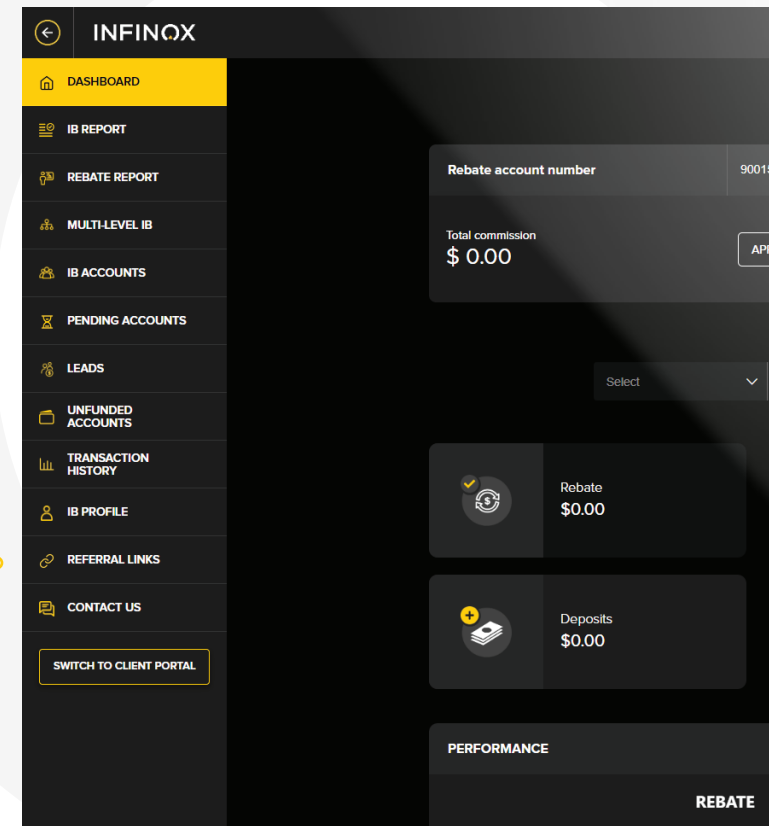 INFINOX
DASHBOARD
IB REPORT
REBATE REPORT
MULTI-LEVEL IB
IB ACCOUNTS
PENDING ACCOUNTS
LEADS
UNFUNDED
ACCOUNTS
TRANSACTION
HISTORY
IB PROFILE
REFERRAL LINKS
CONTACT US
SWITCH TO CLIENT PORTAL
Rebate account number
90015
Total commission
$ 0.00
Select
Rebate
$0.00
Deposits
$0.00
PERFORMANCE
REBATE